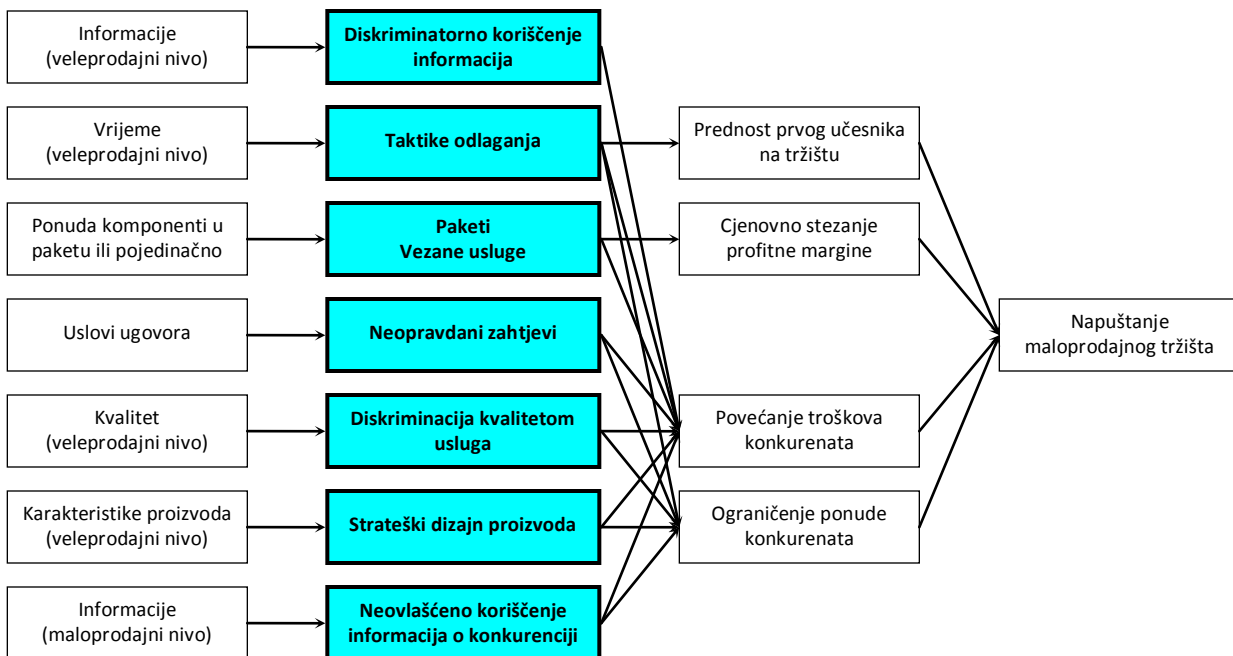 Informacije
(veleprodajni nivo)
Diskriminatorno koriščenje
informacija
Vrijeme
(veleprodajni nivo)
Taktike odlaganja
Prednost prvog učesnika
na tržištu
Ponuda komponenti u
paketu ili pojedinačno
Paketi
Vezane usluge
Cjenovno stezanje
profitne margine
Uslovi ugovora
Neopravdani zahtjevi
Napuštanje
maloprodajnog tržišta
Kvalitet
(veleprodajni nivo)
Diskriminacija kvalitetom
usluga
Povećanje troškova
konkurenata
Karakteristike proizvoda
(veleprodajni nivo)
Strateški dizajn proizvoda
Ograničenje ponude
konkurenata
Informacije
(maloprodajni nivo)
Neovlašćeno koriščenje
informacija o konkurenciji